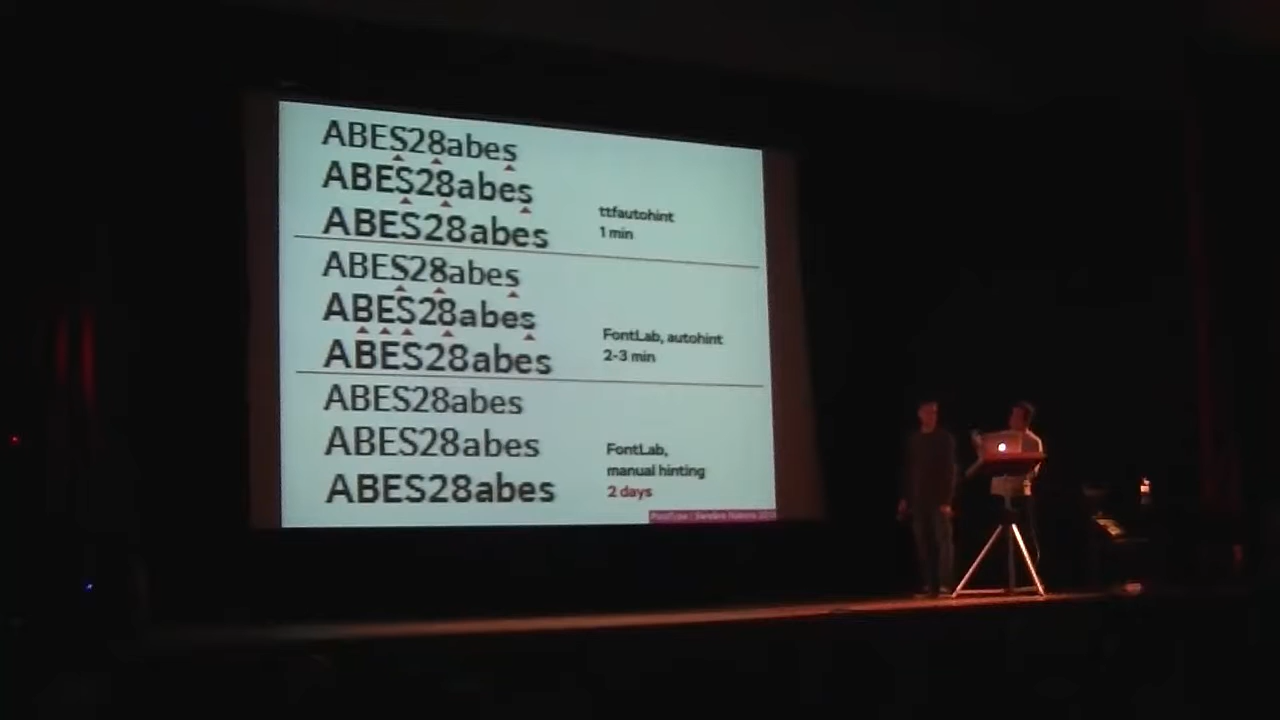 ABES28abes
ABES28abes
ABES28abes
ttfautohint
1 min
ABES28abes
ABES28abes
ABES28abes
FontLab, autohint
2-3 min
ABES28abes
ABES28abes
ABES28abes
FontLab,
manual hinting
2 days